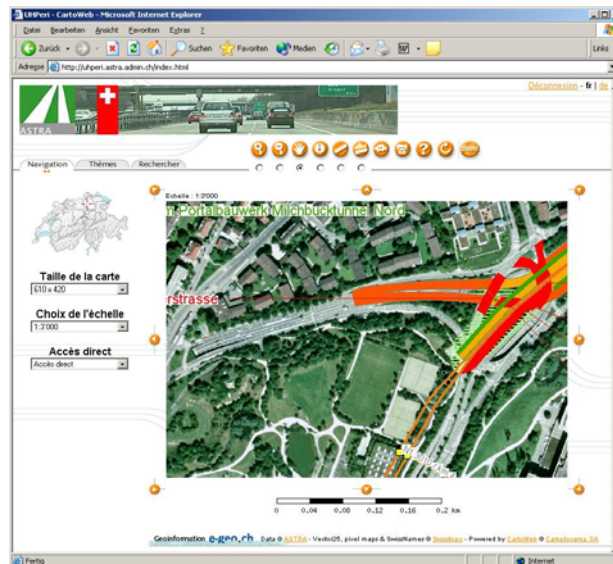 UHPeri - CartoWeb - Microsoft Internet Explorer
Datei Bearbeiten Ansicht Favoriten Extras ?
Zurück Suchen Favoriten Medien
Links
Adresse http://uhperi.astra.admin.ch/index.html
Déconnexion - fr | de
ASTRA
Navigation Thèmes Rechercher
Echelle : 1:3'000
Portalbauwerk Milchbucktunnel Nord
rstrasse
Taille de la carte
610 x 420
Choix de l'échelle
1:3'000
Accès direct
Accès direct
0 0.04 0.08 0.12 0.16 0.2 km
Geoinformation e-geo.ch Data © ASTRA - Vector25, pixel maps & SwissNames © Swisstopo - Powered by CartoWeb © Camptocamp SA
Fertig Internet